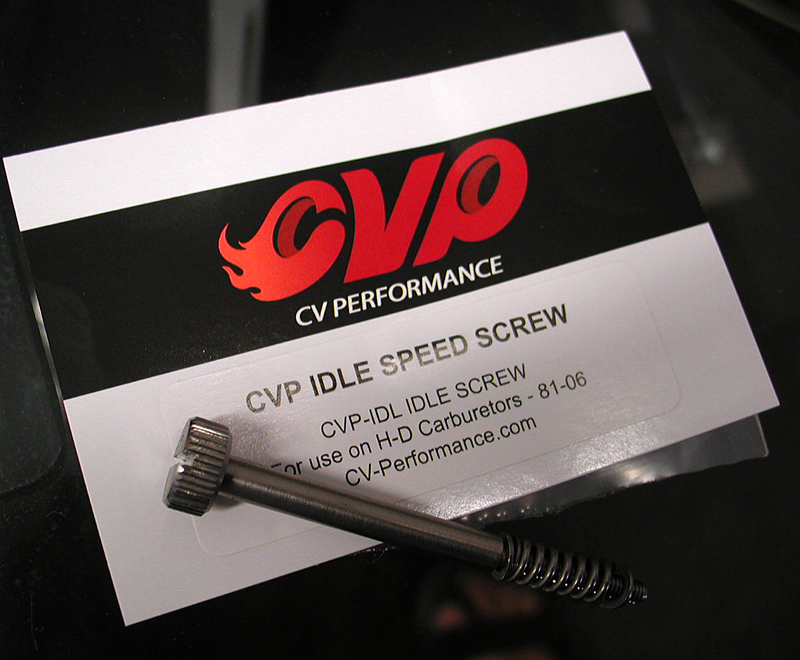 CVP
CV PERFORMANCE
CVP IDLE SPEED SCREW
CVP-IDL IDLE SCREW
For use on H-D Carburetors - 81-06
CV-Performance.com